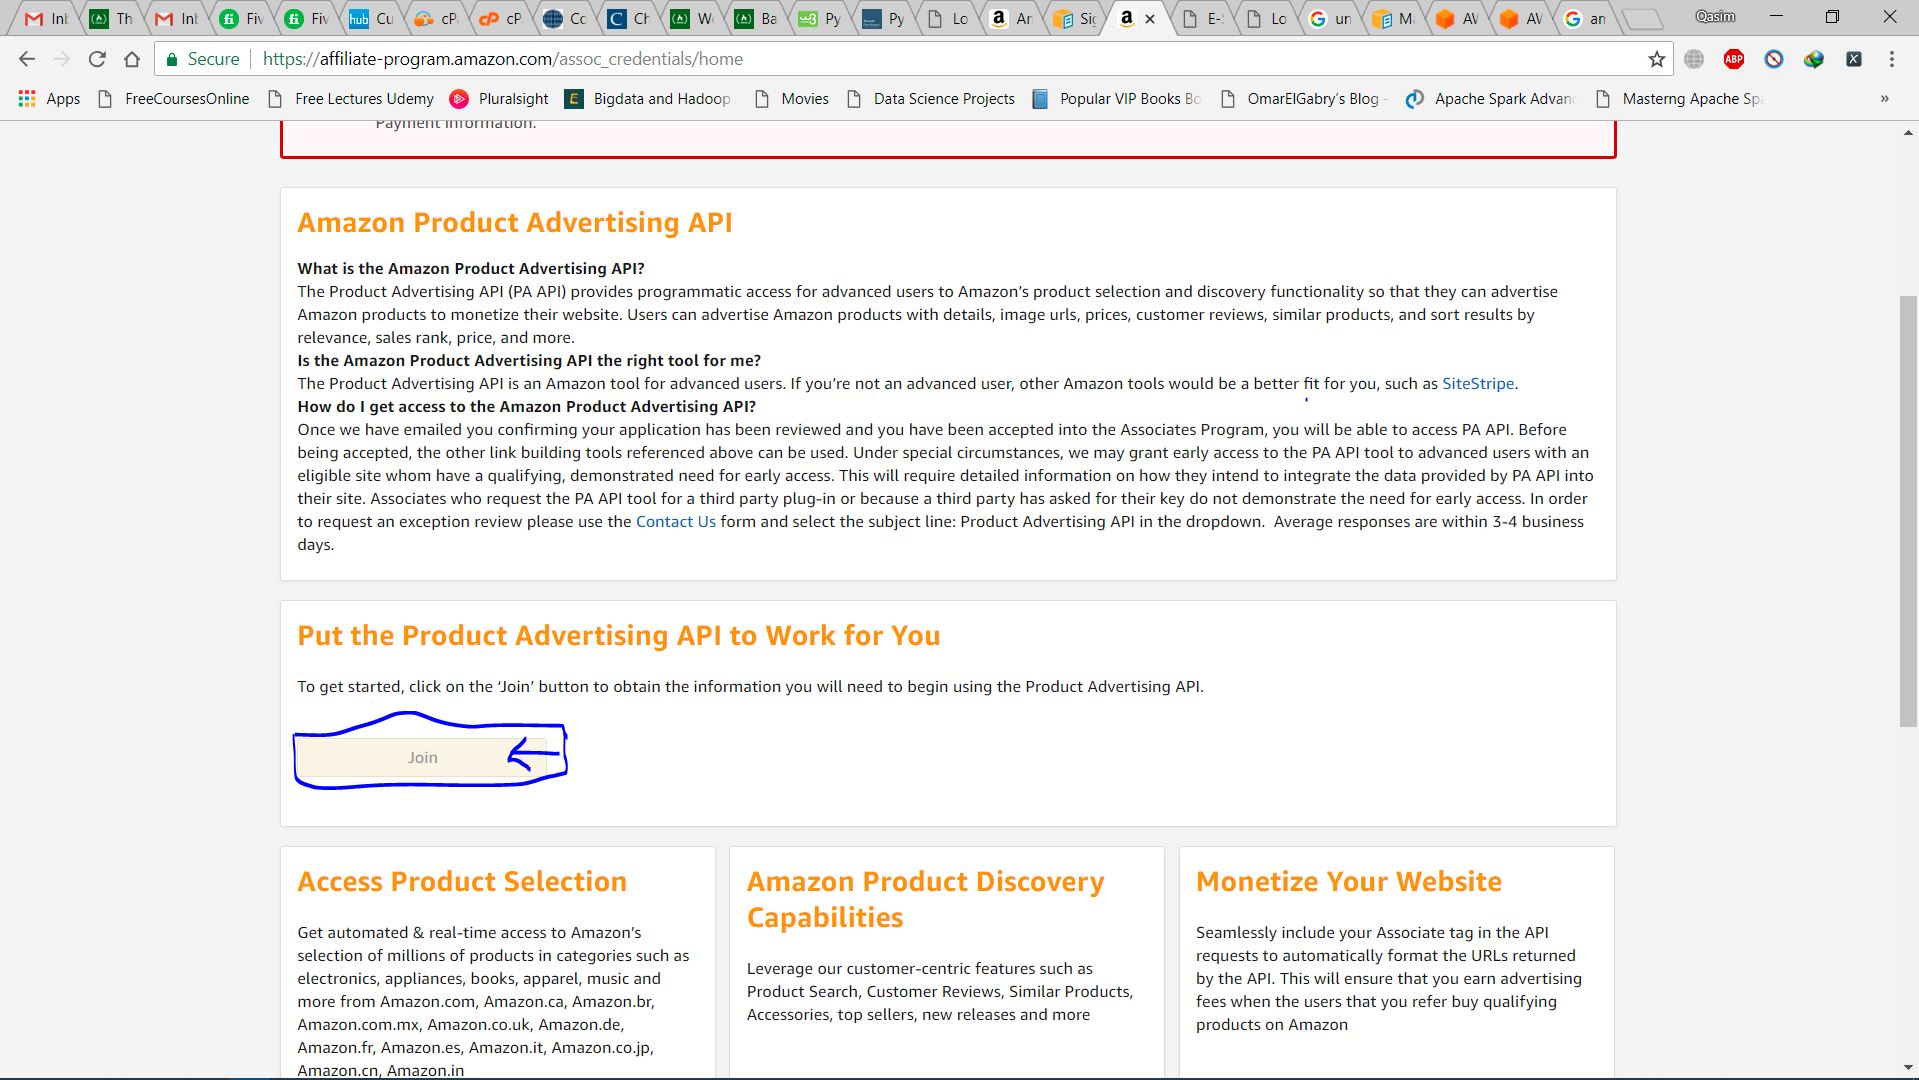 Inb
Th
Inb
Fiv
Fiv
hub
Cu
cPa
cP
cP
Co
C
Ch
W
Ba
w3
Py
Py
Lo
a
An
Sig
a
E-
Lo
G
un
Ma
AV
AV
G
an
Qasim
Secure
https://affiliate-program.amazon.com/assoc_credentials/home
ABP
X
Apps
FreeCoursesOnline
Free Lectures Udemy
Pluralsight
E
Bigdata and Hadoop
Movies
Data Science Projects
Popular VIP Books Bo
OmarElGabry's Blog -
Apache Spark Advanc
Masterng Apache Spa
»
Payment Information.
Amazon Product Advertising API
What is the Amazon Product Advertising API?
The Product Advertising API (PA API) provides programmatic access for advanced users to Amazon's product selection and discovery functionality so that they can advertise
Amazon products to monetize their website. Users can advertise Amazon products with details, image urls, prices, customer reviews, similar products, and sort results by
relevance, sales rank, price, and more.
Is the Amazon Product Advertising API the right tool for me?
The Product Advertising API is an Amazon tool for advanced users. If you're not an advanced user, other Amazon tools would be a better fit for you, such as SiteStripe.
How do I get access to the Amazon Product Advertising API?
Once we have emailed you confirming your application has been reviewed and you have been accepted into the Associates Program, you will be able to access PA API. Before
being accepted, the other link building tools referenced above can be used. Under special circumstances, we may grant early access to the PA API tool to advanced users with an
eligible site whom have a qualifying, demonstrated need for early access. This will require detailed information on how they intend to integrate the data provided by PA API into
their site. Associates who request the PA API tool for a third party plug-in or because a third party has asked for their key do not demonstrate the need for early access. In order
to request an exception review please use the Contact Us form and select the subject line: Product Advertising API in the dropdown.  Average responses are within 3-4 business
days.
Put the Product Advertising API to Work for You
To get started, click on the 'Join' button to obtain the information you will need to begin using the Product Advertising API.
Join
Access Product Selection
Get automated & real-time access to Amazon's
selection of millions of products in categories such as
electronics, appliances, books, apparel, music and
more from Amazon.com, Amazon.ca, Amazon.br,
Amazon.com.mx, Amazon.co.uk, Amazon.de,
Amazon.fr, Amazon.es, Amazon.it, Amazon.co.jp,
Amazon.cn, Amazon.in
Amazon Product Discovery
Capabilities
Leverage our customer-centric features such as
Product Search, Customer Reviews, Similar Products,
Accessories, top sellers, new releases and more
Monetize Your Website
Seamlessly include your Associate tag in the API
requests to automatically format the URLs returned
by the API. This will ensure that you earn advertising
fees when the users that you refer buy qualifying
products on Amazon